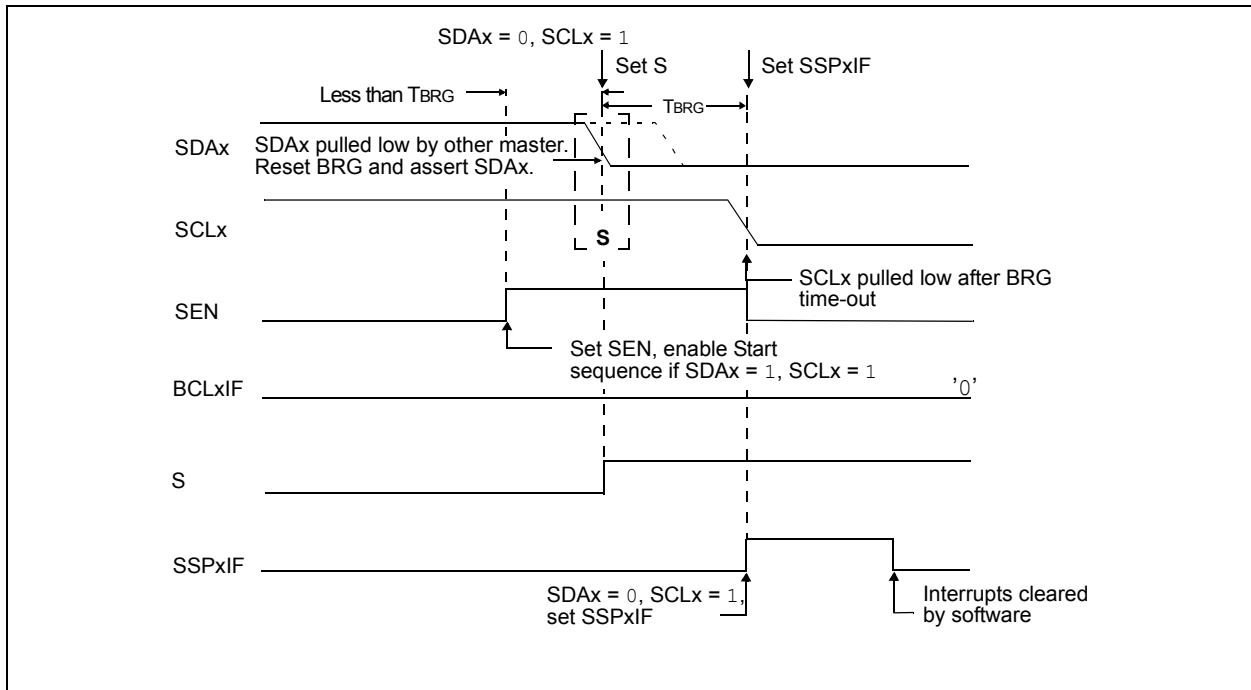 SDAx = 0, SCLx = 1
Set S
Set SSPxIF
Less than TBRG
TBRG
SDAx
SDAx pulled low by other master.
Reset BRG and assert SDAx.
SCLx
S
SCLx pulled low after BRG
time-out
SEN
Set SEN, enable Start
sequence if SDAx = 1, SCLx = 1
BCLxIF
'0'
S
SSPxIF
SDAx = 0, SCLx = 1,
set SSPxIF
Interrupts cleared
by software